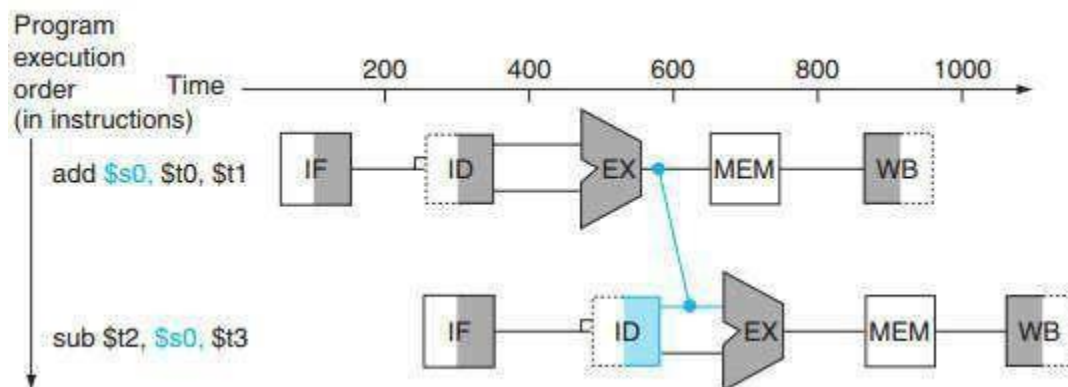 Program
execution
order
(in instructions)
Time
200 400 600 800 1000
add $s0, $t0, $t1
IF ID EX MEM WB
sub $t2, $s0, $t3
IF ID EX MEM WB